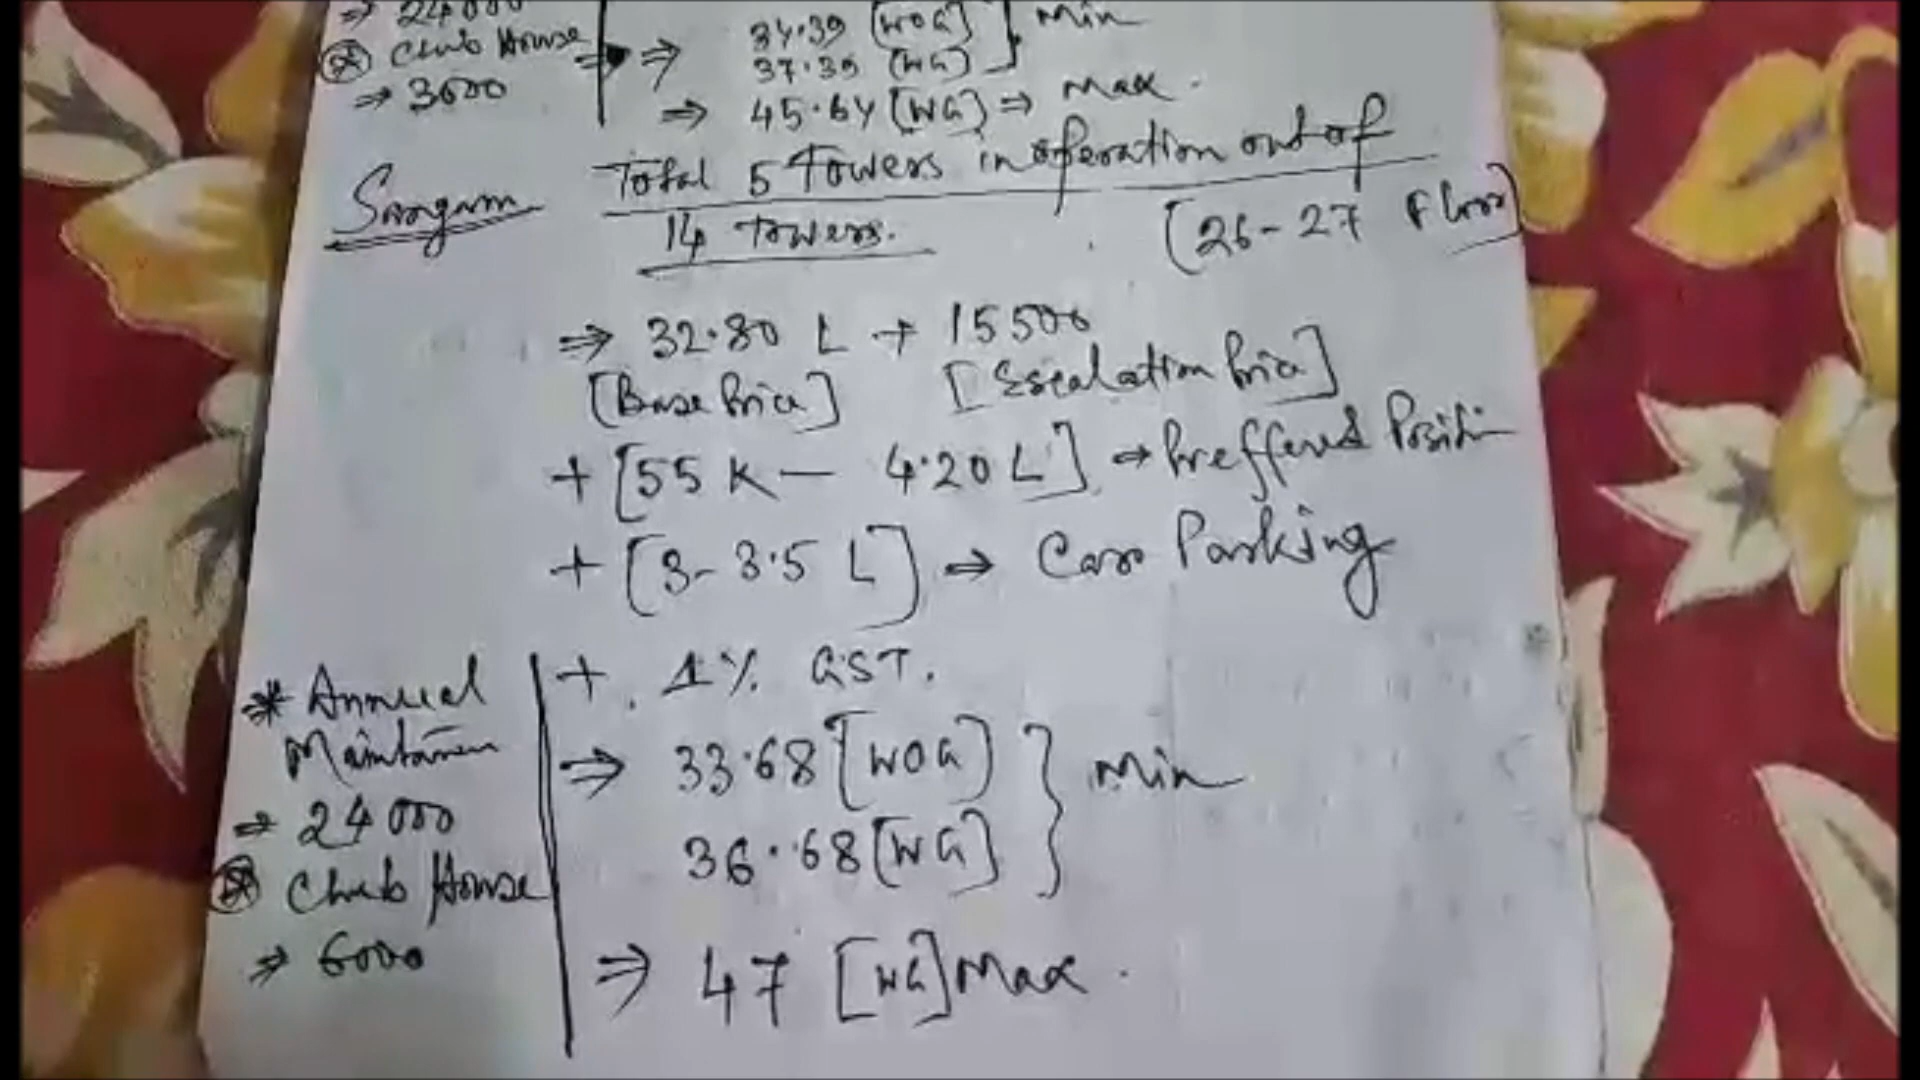 ⇒ 24000
Club House
⇒ 3600
⇒ 34.39 [WOG] } Min
37.39 [WG]
⇒ 45.64 [WG] ⇒ Max.
Sangam
Total 5 Towers in operation out of
14 Towers.
[26-27 Floor]
⇒ 32.80 L + 15500
[Base Price] [Escalation Price]
+ [55 K - 4.20 L] ⇒ Preffered Positin
+ [3-3.5 L] ⇒ Car Parking
+ 1% GST.
* Annual
Maintanen
⇒ 24000
Club House
⇒ 6000
⇒ 33.68 [WOG] } Min
36.68 [WG]
⇒ 47 [WG] Max.